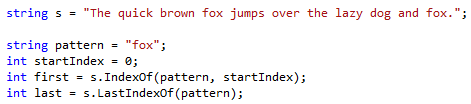 string s = "The quick brown fox jumps over the lazy dog and fox.";
string pattern = "fox";
int startIndex = 0;
int first = s.IndexOf(pattern, startIndex);
int last = s.LastIndexOf(pattern);